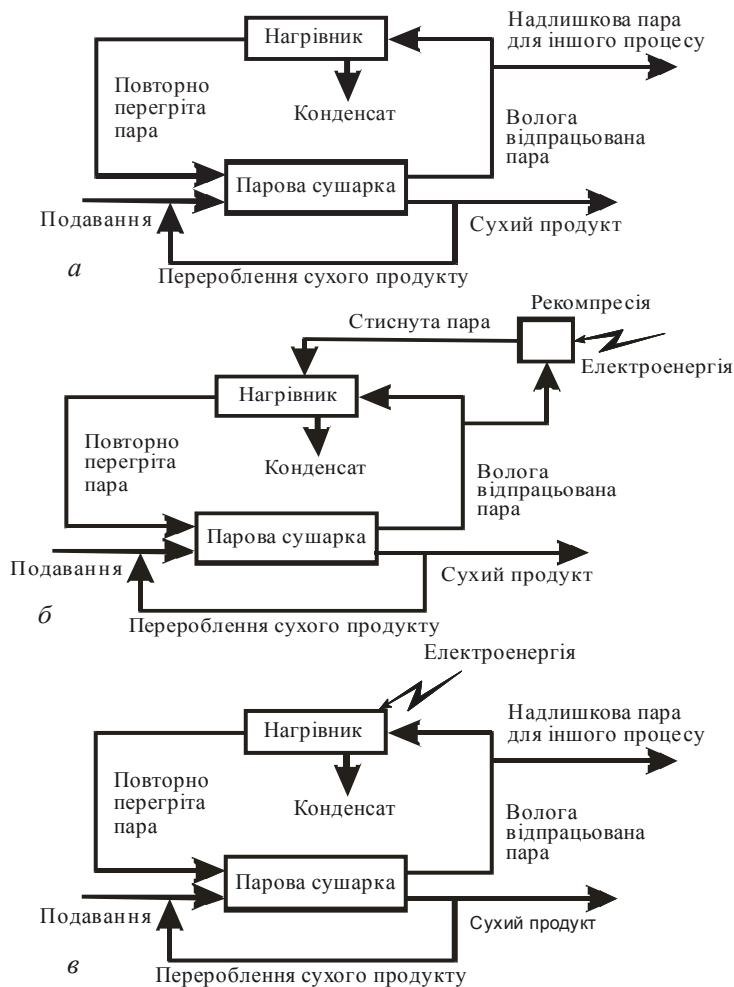 Нагрівник
Надлишкова пара
для іншого процесу
Повторно
перегріта
пара
Конденсат
Волога
відпрацьована
пара
Парова сушарка
Подавання
Сухий продукт
а
Перероблення сухого продукту
Рекомпресія
Стиснута пара
Електроенергія
Нагрівник
Повторно
перегріта
пара
Конденсат
Волога
відпрацьована
пара
Парова сушарка
Подавання
Сухий продукт
б
Перероблення сухого продукту
Електроенергія
Нагрівник
Надлишкова пара
для іншого процесу
Повторно
перегріта
пара
Конденсат
Волога
відпрацьована
пара
Парова сушарка
Подавання
Сухий продукт
в
Перероблення сухого продукту